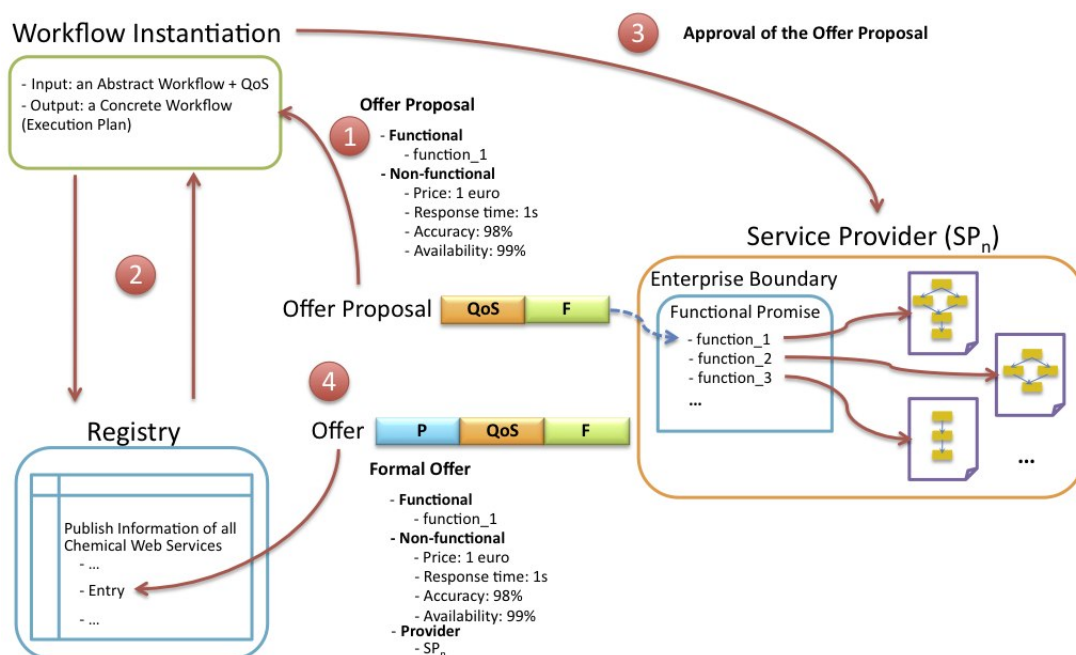 Workflow Instantiation
- Input: an Abstract Workflow + QoS
- Output: a Concrete Workflow
(Execution Plan)
3
Approval of the Offer Proposal
1
Offer Proposal
- Functional
- function_1
- Non-functional
- Price: 1 euro
- Response time: 1s
- Accuracy: 98%
- Availability: 99%
2
Offer Proposal
QoS
F
Service Provider (SPn)
Enterprise Boundary
Functional Promise
- function_1
- function_2
- function_3
...
...
4
Offer
P
QoS
F
Formal Offer
- Functional
- function_1
- Non-functional
- Price: 1 euro
- Response time: 1s
- Accuracy: 98%
- Availability: 99%
- Provider
- SPn
Registry
Publish Information of all
Chemical Web Services
- ...
- Entry
- ...